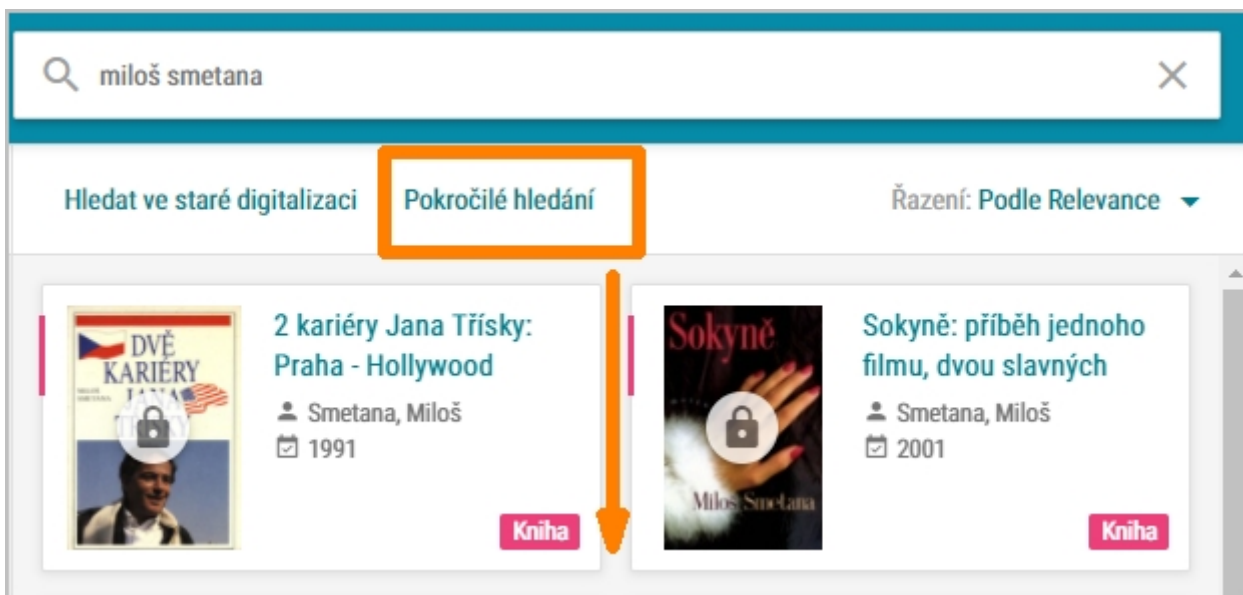 miloš smetana
Hledat ve staré digitalizaci
Pokročilé hledání
Řazení: Podle Relevance
DVĚ
KARIÉRY
JANA
2 kariéry Jana Třísky:
Praha - Hollywood
Smetana, Miloš
1991
Kniha
Sokyně
Miloš Smetana
Sokyně: příběh jednoho
filmu, dvou slavných
Smetana, Miloš
2001
Kniha